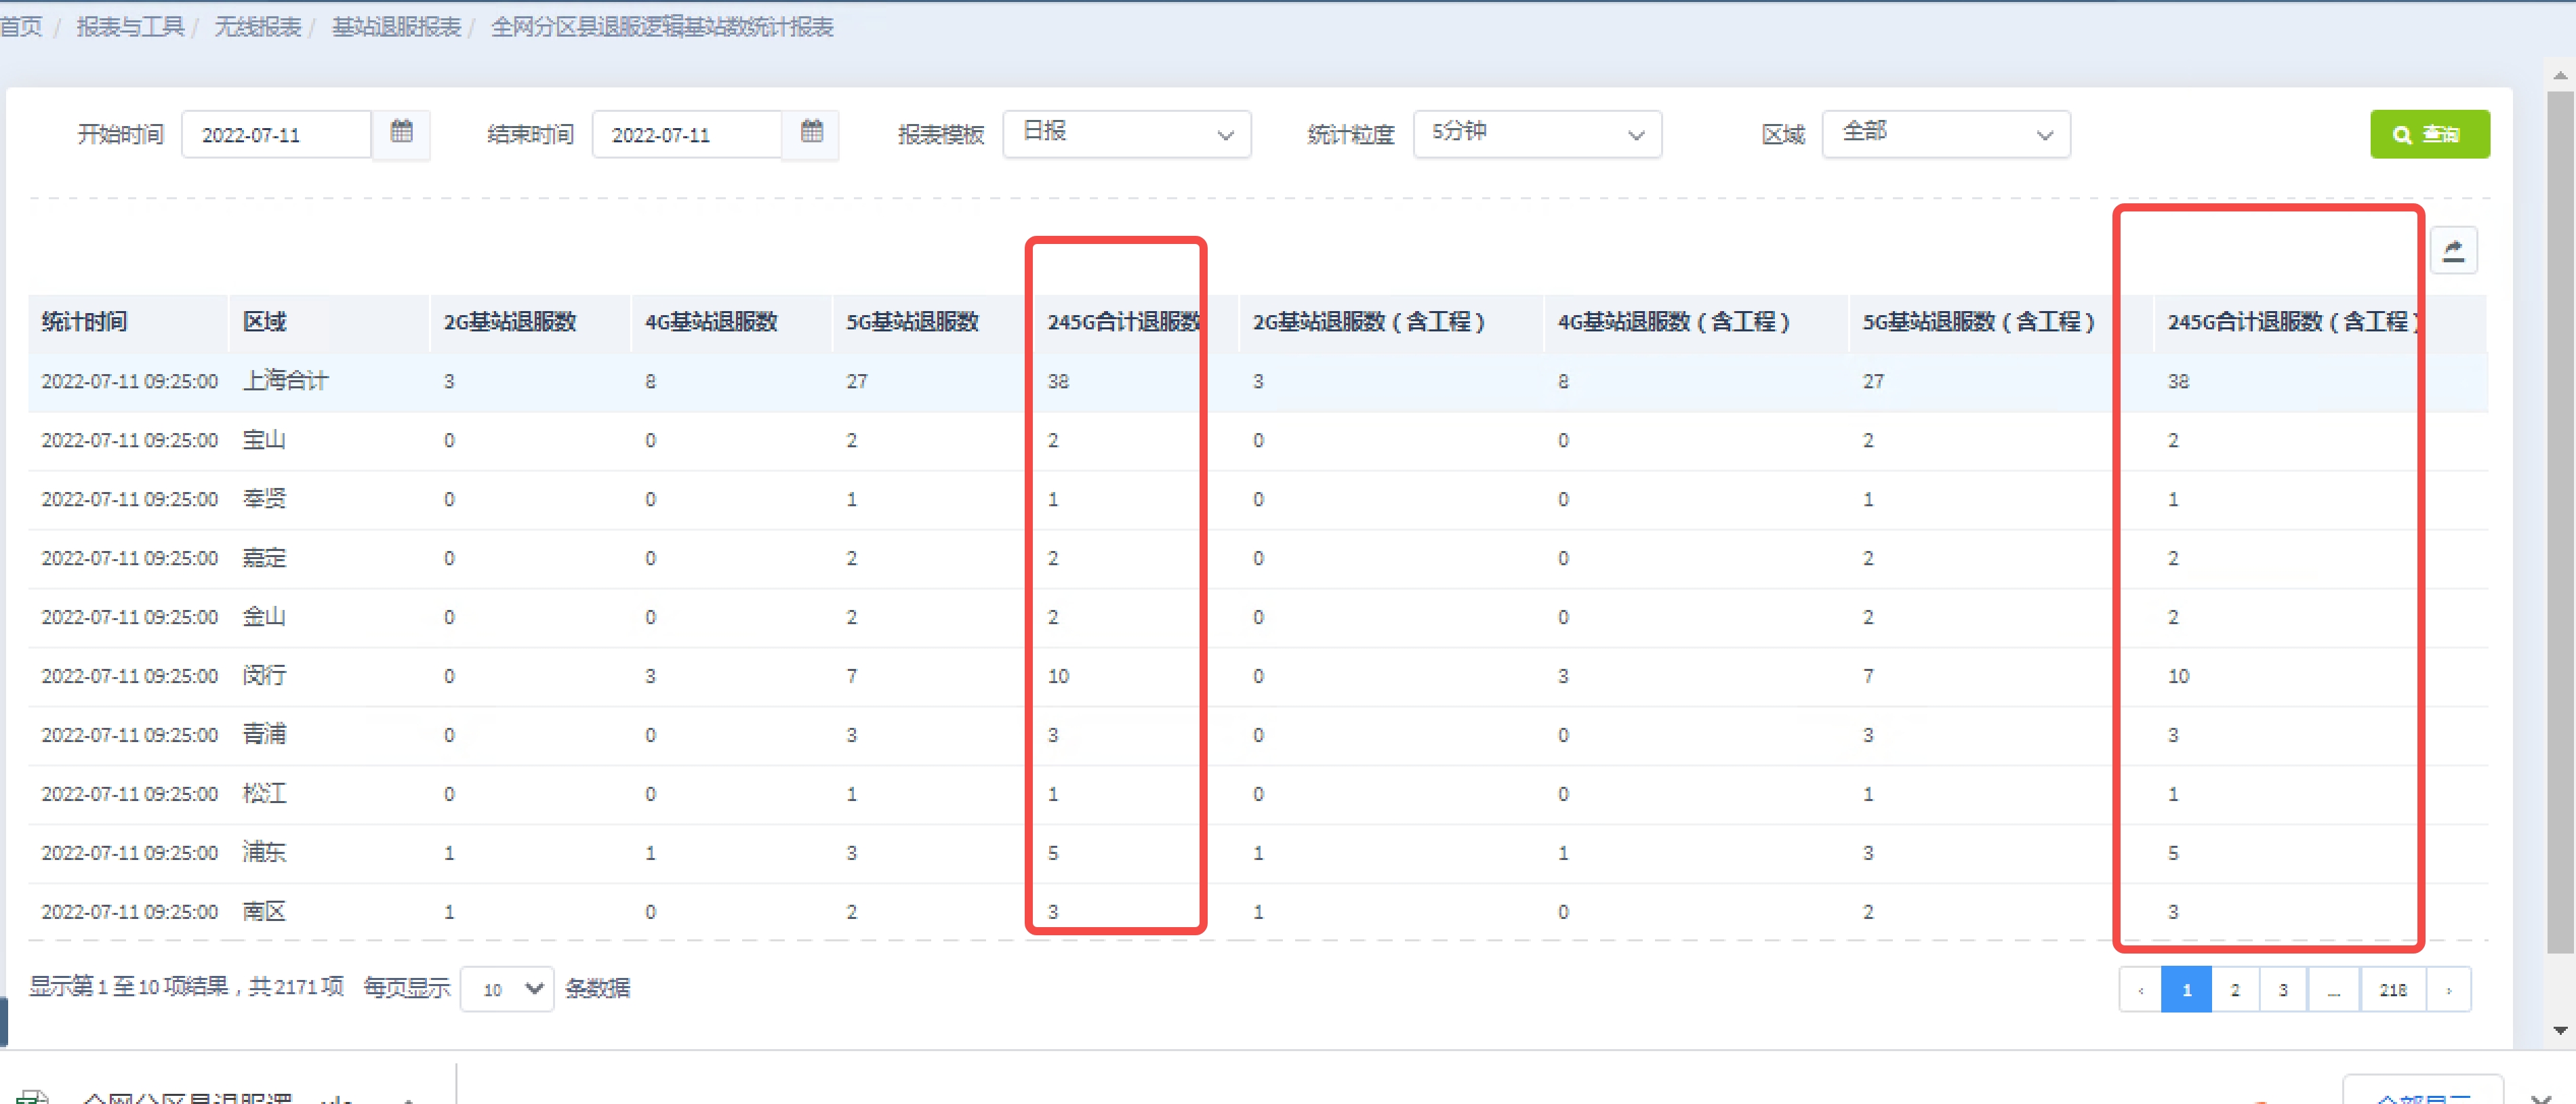 首页 / 报表与工具 / 无线报表 / 基站退服报表 / 全网分区县退服逻辑基站数统计报表
开始时间 2022-07-11 结束时间 2022-07-11 报表模板 日报 统计粒度 5分钟 区域 全部 查询
统计时间 区域 2G基站退服数 4G基站退服数 5G基站退服数 245G合计退服数 2G基站退服数（含工程） 4G基站退服数（含工程） 5G基站退服数（含工程） 245G合计退服数（含工程）
2022-07-11 09:25:00 上海合计 3 8 27 38 3 8 27 38
2022-07-11 09:25:00 宝山 0 0 2 2 0 0 2 2
2022-07-11 09:25:00 奉贤 0 0 1 1 0 0 1 1
2022-07-11 09:25:00 嘉定 0 0 2 2 0 0 2 2
2022-07-11 09:25:00 金山 0 0 2 2 0 0 2 2
2022-07-11 09:25:00 闵行 0 3 7 10 0 3 7 10
2022-07-11 09:25:00 青浦 0 0 3 3 0 0 3 3
2022-07-11 09:25:00 松江 0 0 1 1 0 0 1 1
2022-07-11 09:25:00 浦东 1 1 3 5 1 1 3 5
2022-07-11 09:25:00 南区 1 0 2 3 1 0 2 3
显示第 1 至 10 项结果，共 2171 项 每页显示 10 条数据 ‹ 1 2 3 ... 218 ›
全网分区县退服逻 全部显示